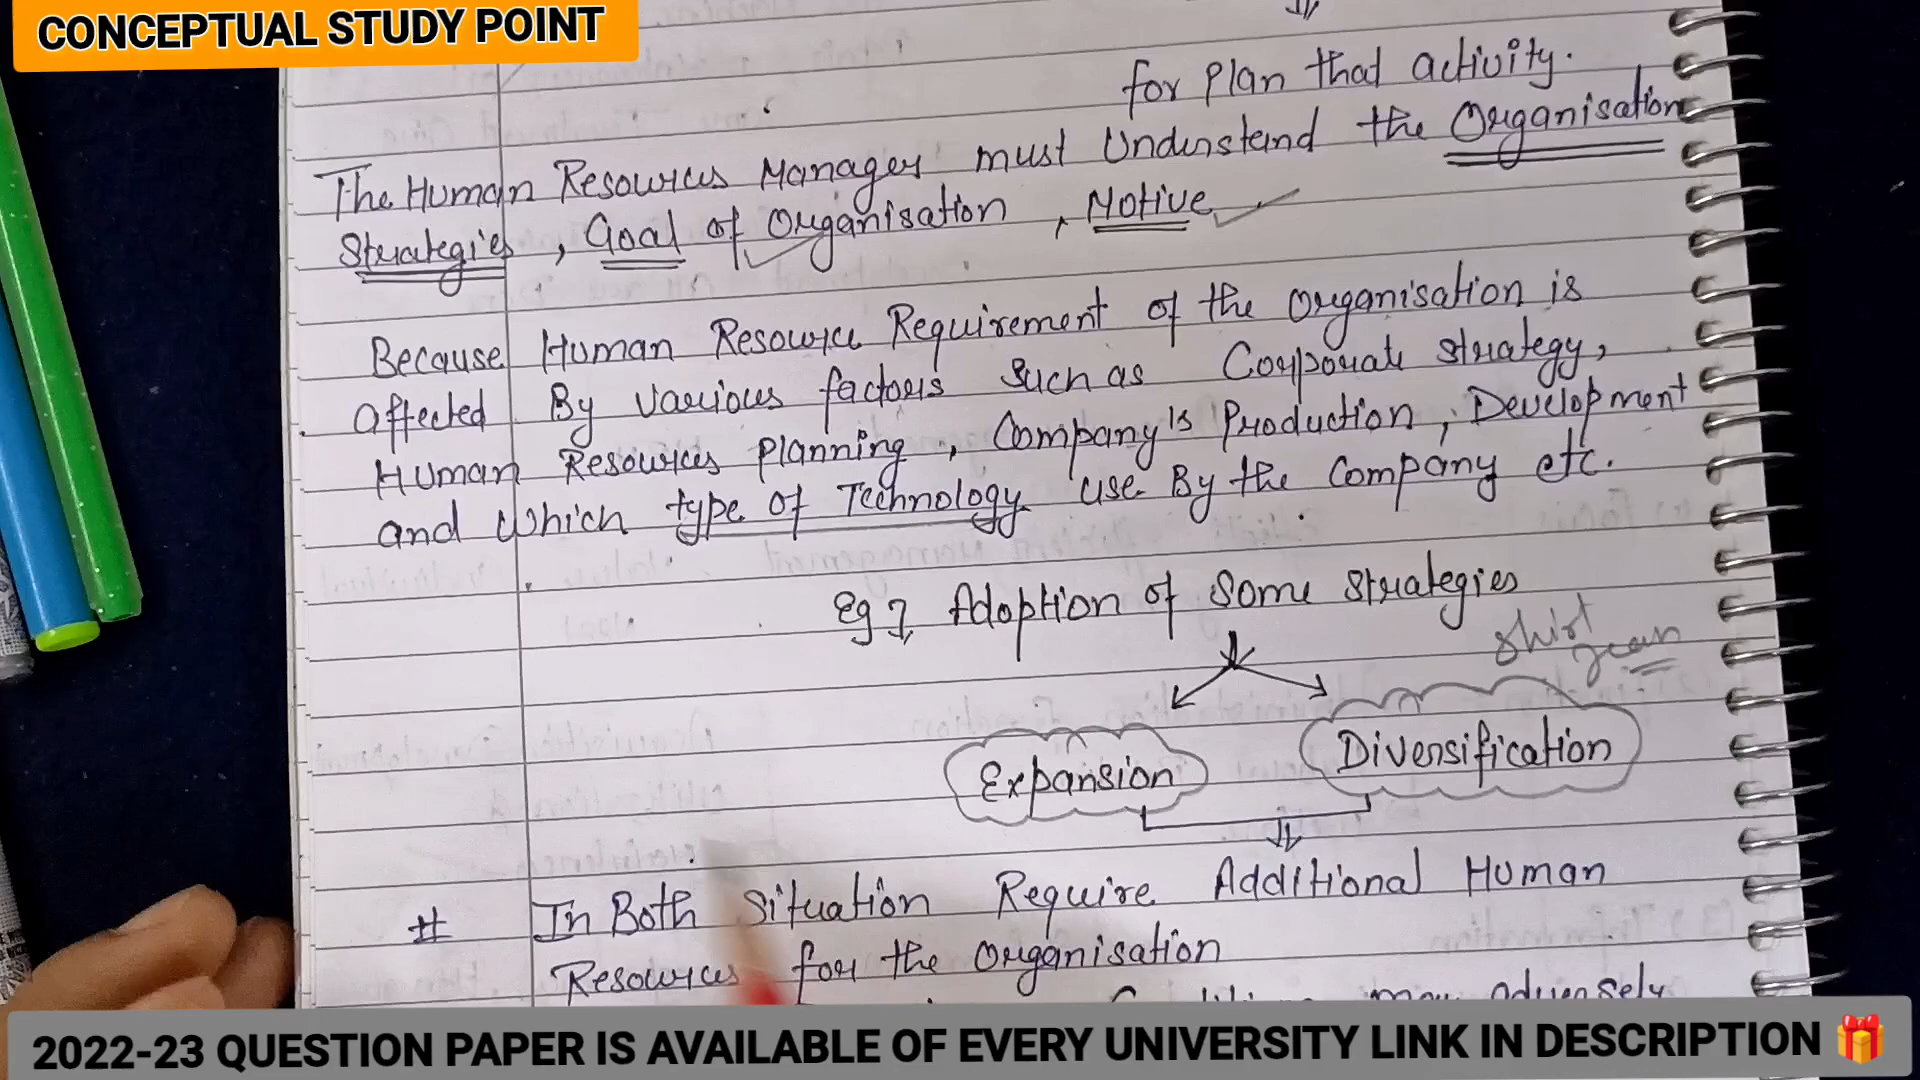 CONCEPTUAL STUDY POINT
for Plan that activity.
The Human Resources Manager must Understand the Organisation
Strategies, Goal of Organisation, Motive
Because Human Resource Requirement of the Organisation is
affected By various factors such as Corporate strategy,
Human Resources Planning, Company's Production, Development
and which type of Technology use By the Company etc.
Eg Adoption of Some Strategies
Shirt
Jean
Expansion Diversification
# In Both Situation Require Additional Human
Resources for the Organisation
may adversely
2022-23 QUESTION PAPER IS AVAILABLE OF EVERY UNIVERSITY LINK IN DESCRIPTION